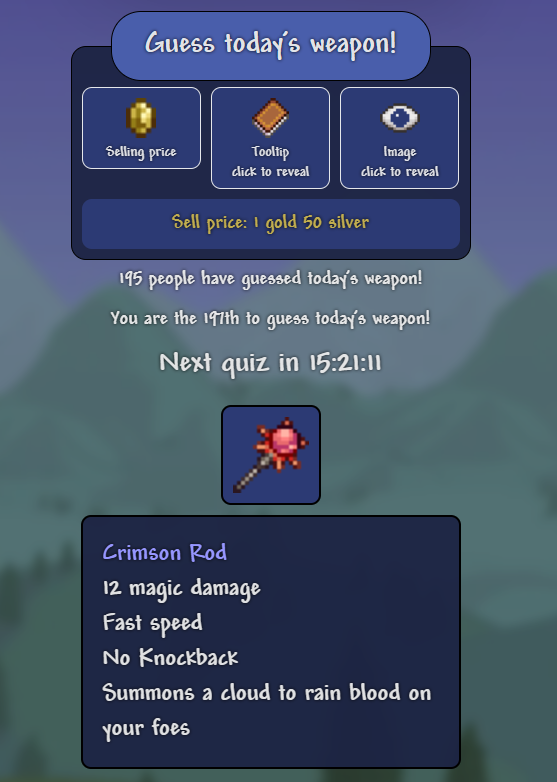 Guess today's weapon!
Selling price
Tooltip
click to reveal
Image
click to reveal
Sell price: 1 gold 50 silver
195 people have guessed today's weapon!
You are the 197th to guess today's weapon!
Next quiz in 15:21:11
Crimson Rod
12 magic damage
Fast speed
No Knockback
Summons a cloud to rain blood on
your foes